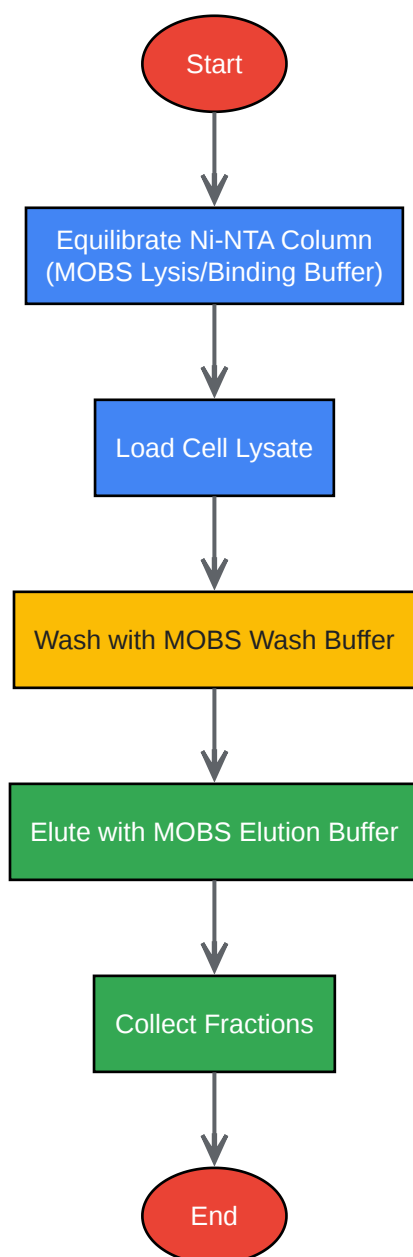 Start
Equilibrate Ni-NTA Column
(MOBS Lysis/Binding Buffer)
Load Cell Lysate
Wash with MOBS Wash Buffer
Elute with MOBS Elution Buffer
Collect Fractions
End